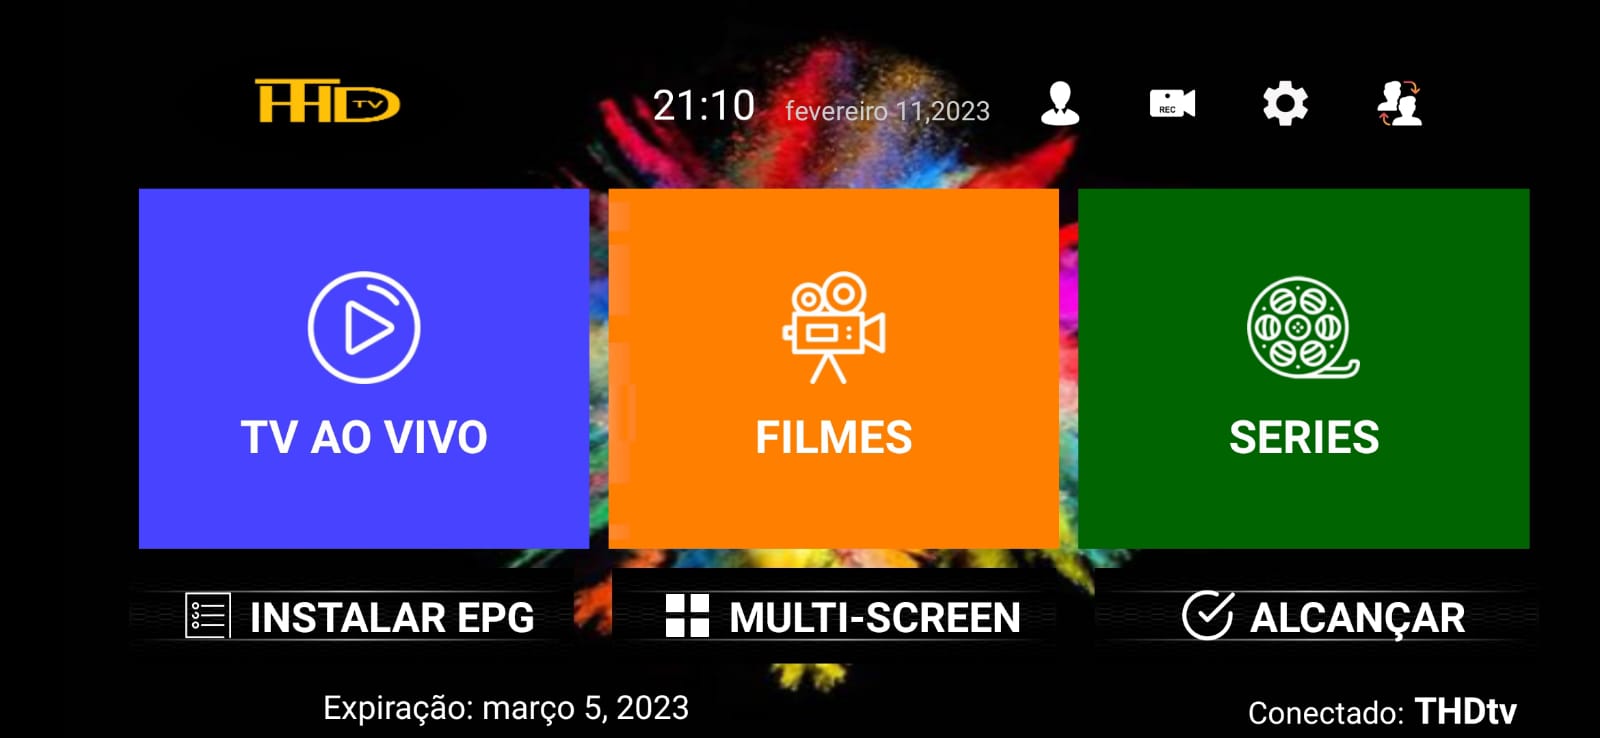 THD TV
21:10 fevereiro 11,2023
REC
TV AO VIVO
FILMES
SERIES
INSTALAR EPG
MULTI-SCREEN
ALCANÇAR
Expiração: março 5, 2023
Conectado: THDtv